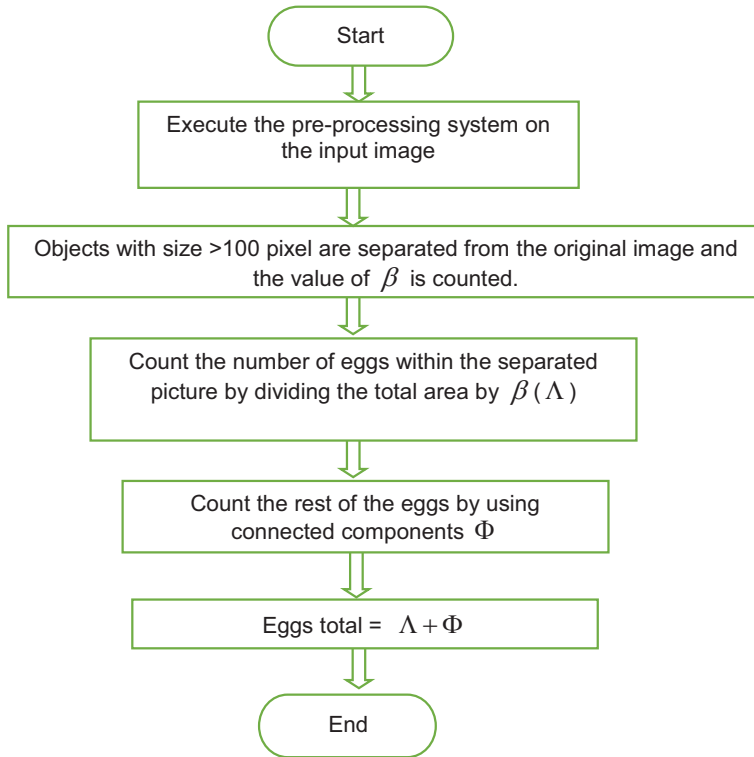 Start
Execute the pre-processing system on
the input image
Objects with size >100 pixel are separated from the original image and
the value of β is counted.
Count the number of eggs within the separated
picture by dividing the total area by β ( Λ )
Count the rest of the eggs by using
connected components Φ
Eggs total = Λ + Φ
End